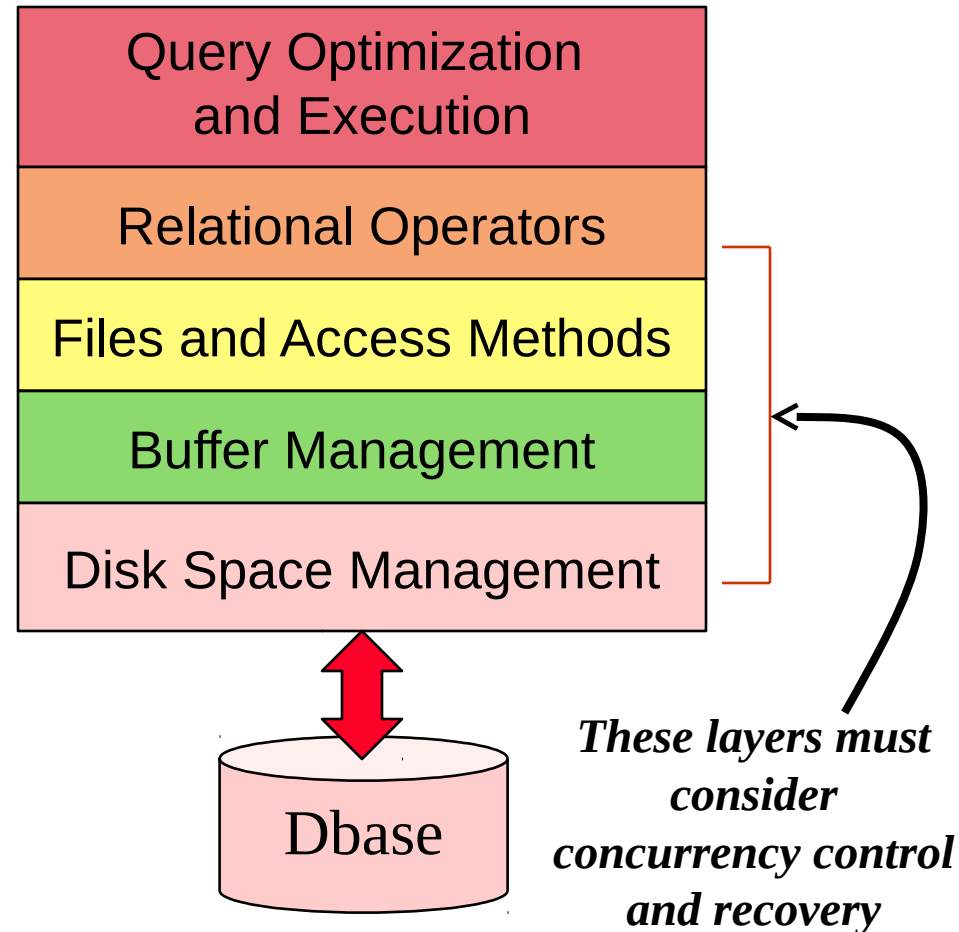 Query Optimization
and Execution
Relational Operators
Files and Access Methods
Buffer Management
Disk Space Management
Dbase
These layers must
consider
concurrency control
and recovery